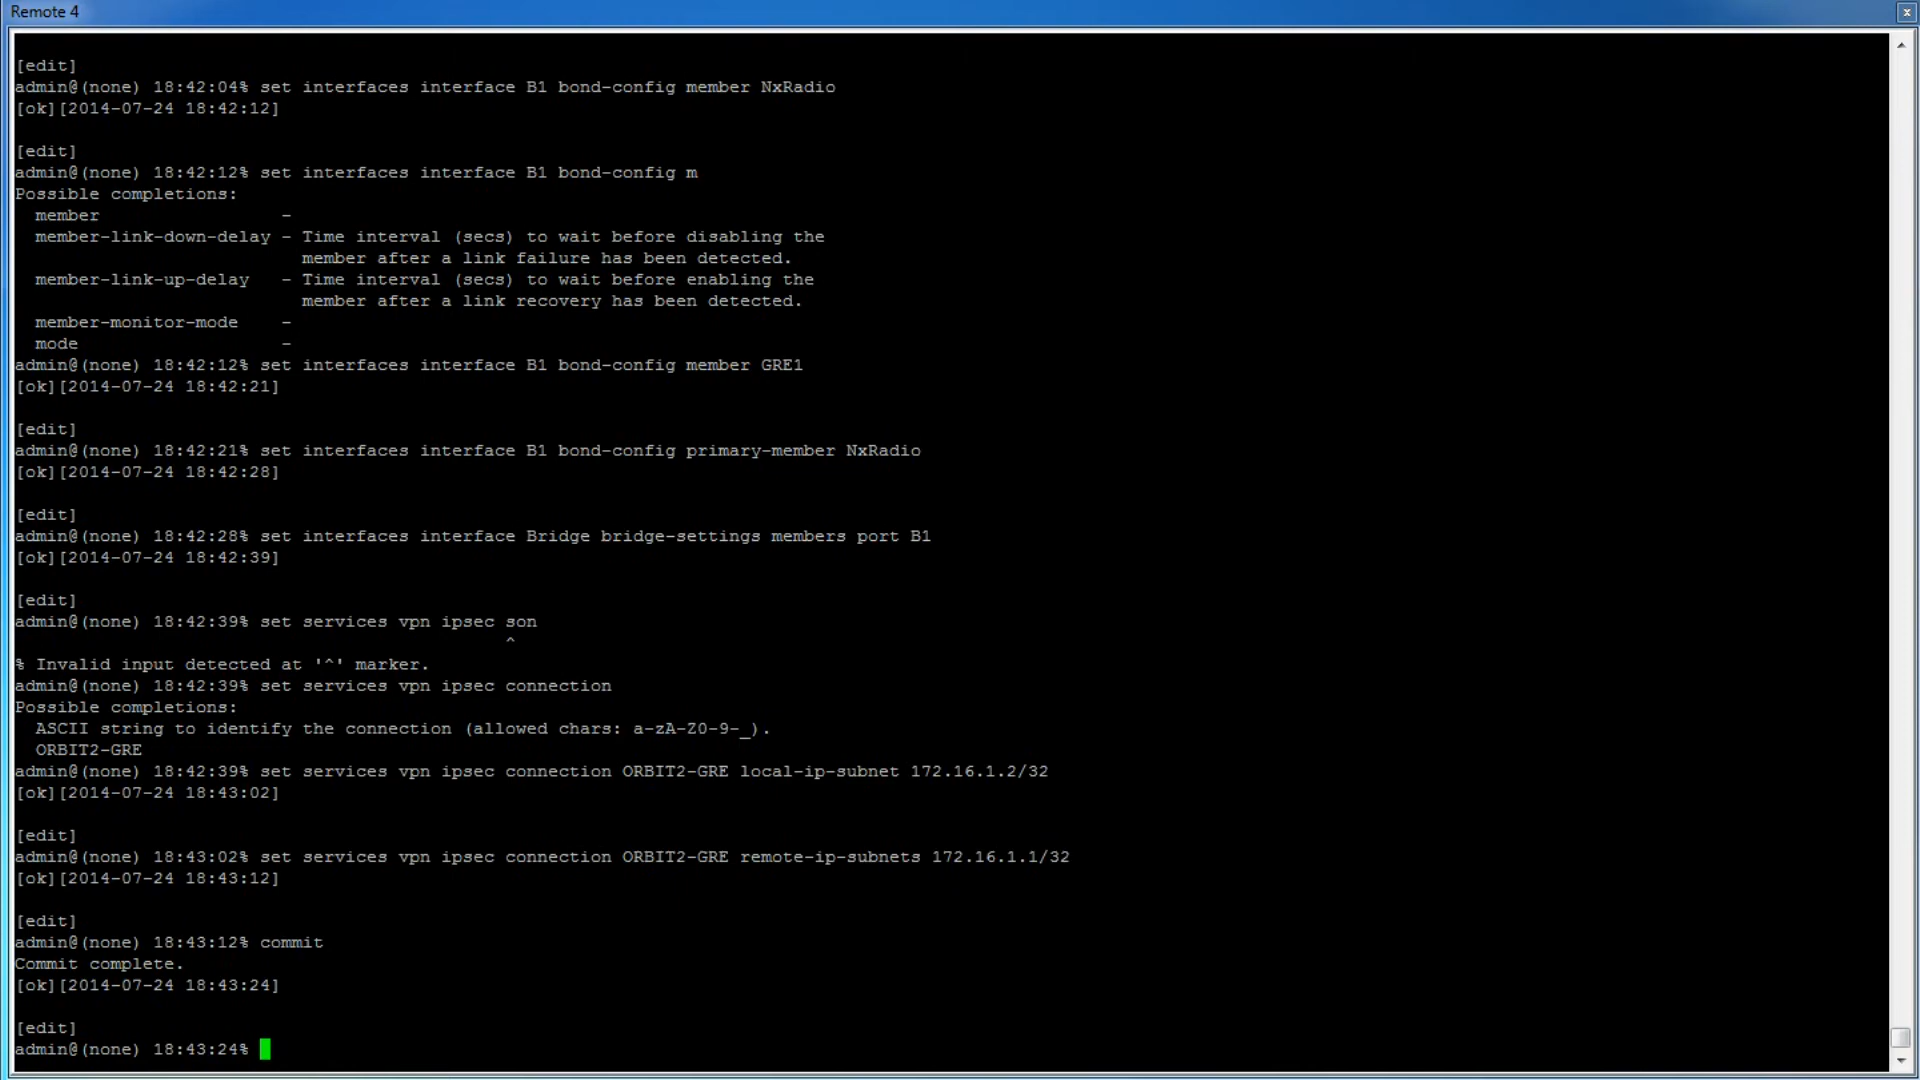 Remote 4
[edit]
admin@(none) 18:42:04% set interfaces interface B1 bond-config member NxRadio
[ok][2014-07-24 18:42:12]
[edit]
admin@(none) 18:42:12% set interfaces interface B1 bond-config m
Possible completions:
member -
member-link-down-delay - Time interval (secs) to wait before disabling the
member after a link failure has been detected.
member-link-up-delay - Time interval (secs) to wait before enabling the
member after a link recovery has been detected.
member-monitor-mode -
mode -
admin@(none) 18:42:12% set interfaces interface B1 bond-config member GRE1
[ok][2014-07-24 18:42:21]
[edit]
admin@(none) 18:42:21% set interfaces interface B1 bond-config primary-member NxRadio
[ok][2014-07-24 18:42:28]
[edit]
admin@(none) 18:42:28% set interfaces interface Bridge bridge-settings members port B1
[ok][2014-07-24 18:42:39]
[edit]
admin@(none) 18:42:39% set services vpn ipsec son
^
% Invalid input detected at '^' marker.
admin@(none) 18:42:39% set services vpn ipsec connection
Possible completions:
ASCII string to identify the connection (allowed chars: a-zA-Z0-9-_).
ORBIT2-GRE
admin@(none) 18:42:39% set services vpn ipsec connection ORBIT2-GRE local-ip-subnet 172.16.1.2/32
[ok][2014-07-24 18:43:02]
[edit]
admin@(none) 18:43:02% set services vpn ipsec connection ORBIT2-GRE remote-ip-subnets 172.16.1.1/32
[ok][2014-07-24 18:43:12]
[edit]
admin@(none) 18:43:12% commit
Commit complete.
[ok][2014-07-24 18:43:24]
[edit]
admin@(none) 18:43:24%